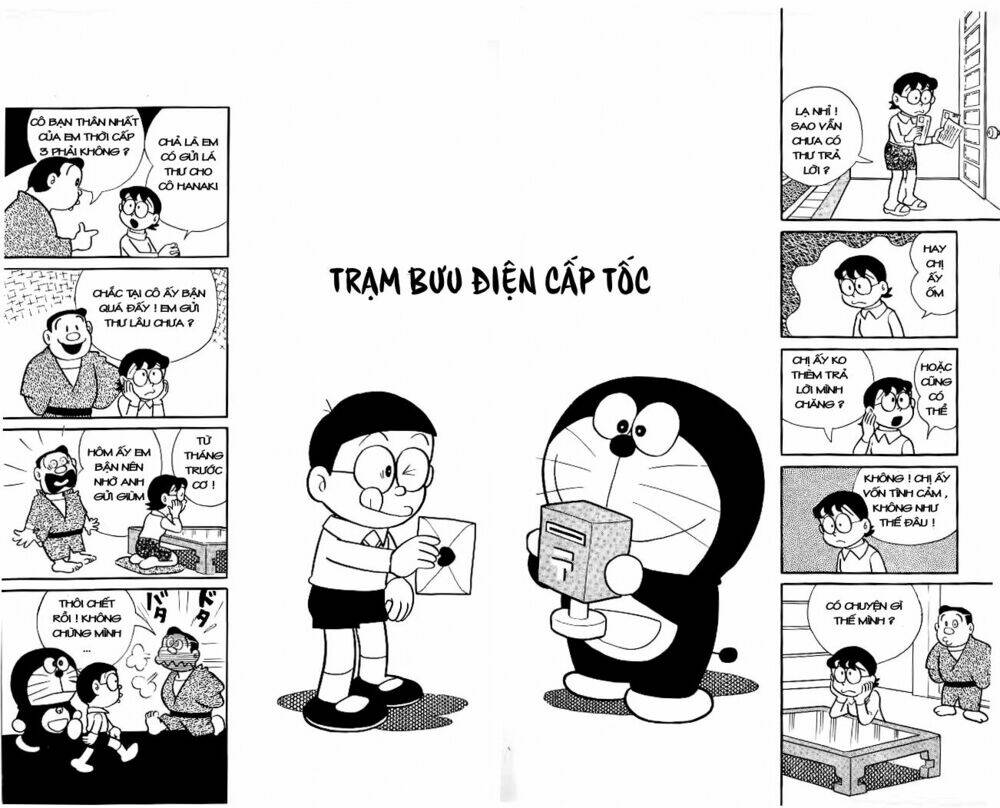 TRẠM BƯU ĐIỆN CẤP TỐC
LẠ NHỈ !
SAO VẪN
CHƯA CÓ
THƯ TRẢ
LỜI ?
HAY
CHỊ
ẤY
ỐM
HOẶC
CŨNG
CÓ
THỂ
CHỊ ẤY KO
THÈM TRẢ
LỜI MÌNH
CHĂNG ?
KHÔNG ! CHỊ ẤY
VỐN TÌNH CẢM ,
KHÔNG NHƯ
THẾ ĐÂU !
CÓ CHUYỆN GÌ
THẾ MÌNH ?
CHẢ LÀ EM
CÓ GỬI LÁ
THƯ CHO
CÔ HANAKI
CÔ BẠN THÂN NHẤT
CỦA EM THỜI CẤP
3 PHẢI KHÔNG ?
CHẮC TẠI CÔ ẤY BẬN
QUÁ ĐẤY ! EM GỬI
THƯ LÂU CHƯA ?
TỪ
THÁNG
TRƯỚC
CƠ !
HÔM ẤY EM
BẬN NÊN
NHỜ ANH
GỬI GIÙM
ドタ
バタ
THÔI CHẾT
RỒI ! KHÔNG
CHỪNG MÌNH
...